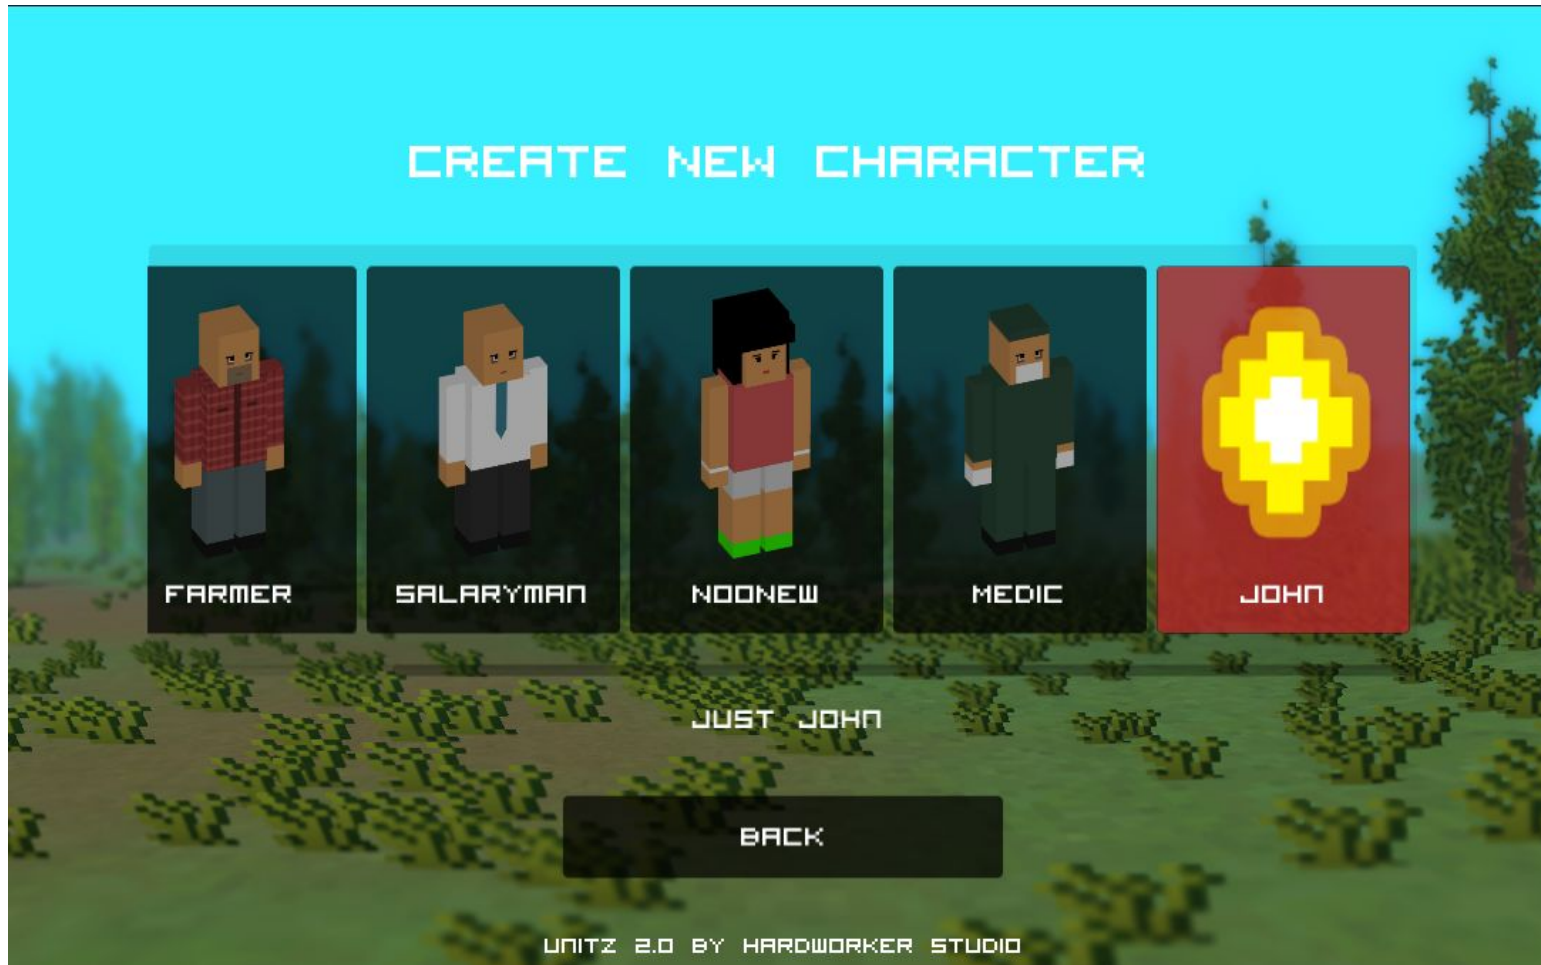 CREATE NEW CHARACTER
FARMER
SALARYMAN
NOONEW
MEDIC
JOHN
JUST JOHN
BACK
UNITZ 2.0 BY HARDWORKER STUDIO